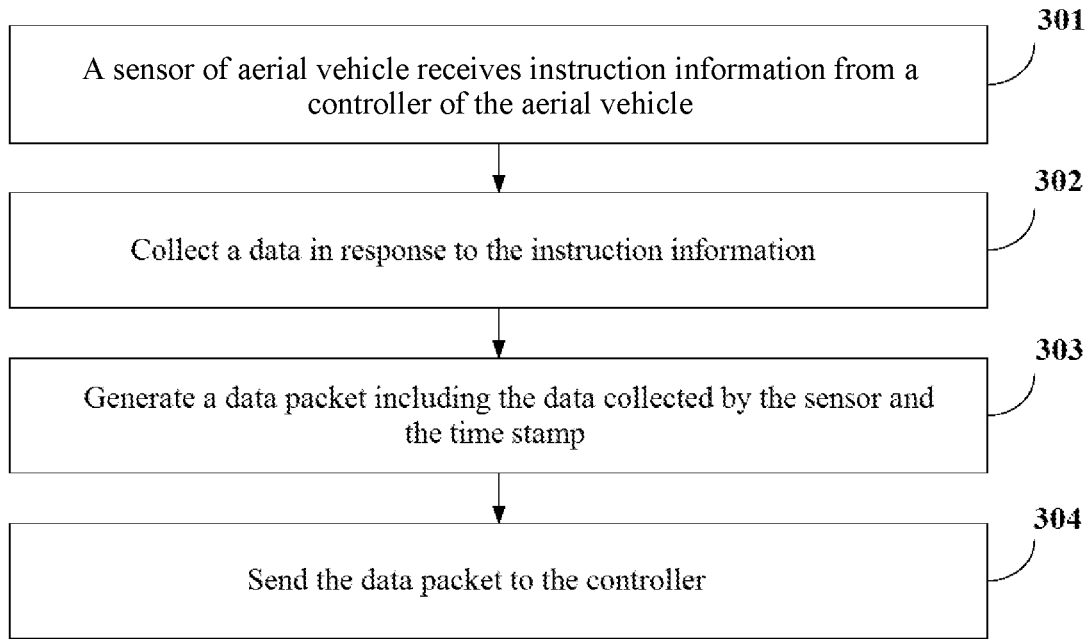 301
A sensor of aerial vehicle receives instruction information from a
controller of the aerial vehicle
302
Collect a data in response to the instruction information
303
Generate a data packet including the data collected by the sensor and
the time stamp
304
Send the data packet to the controller